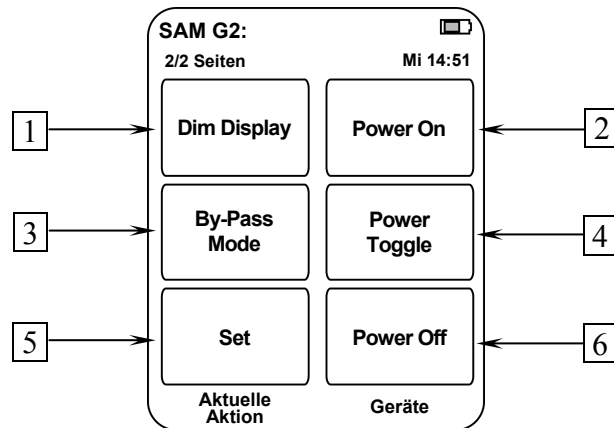 SAM G2:
2/2 Seiten Mi 14:51
1 Dim Display Power On 2
3 By-Pass
Mode Power
Toggle 4
5 Set Power Off 6
Aktuelle
Aktion Geräte